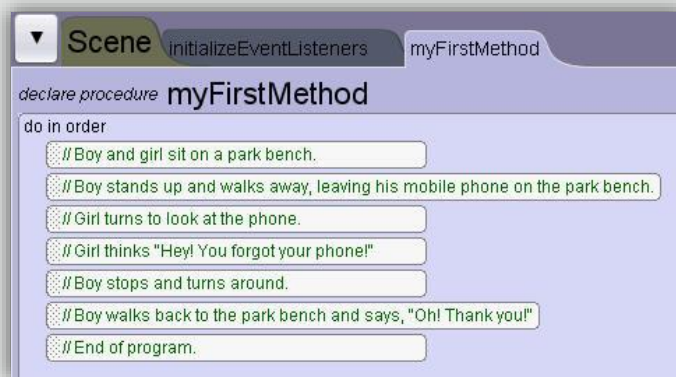 Scene initializeEventListeners myFirstMethod
declare procedure myFirstMethod
do in order
// Boy and girl sit on a park bench.
// Boy stands up and walks away, leaving his mobile phone on the park bench.
// Girl turns to look at the phone.
// Girl thinks "Hey! You forgot your phone!"
// Boy stops and turns around.
// Boy walks back to the park bench and says, "Oh! Thank you!"
// End of program.